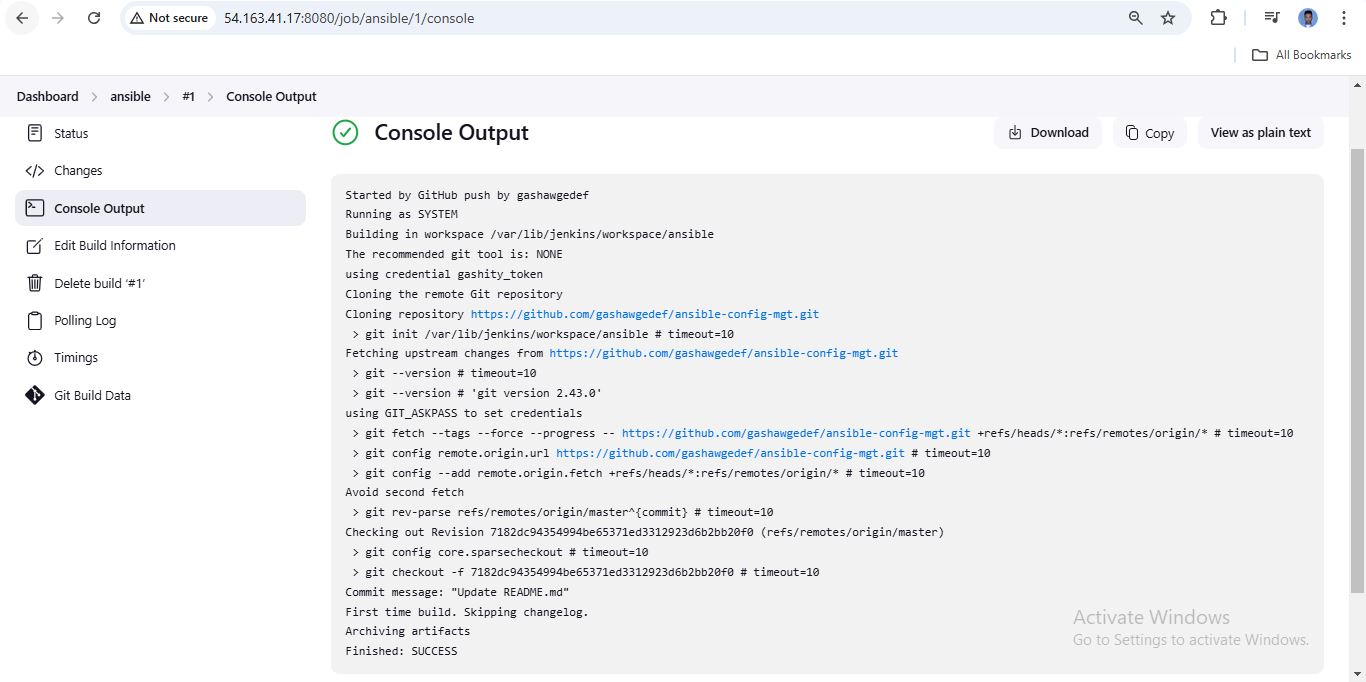 Not secure 54.163.41.17:8080/job/ansible/1/console
All Bookmarks
Dashboard ansible #1 Console Output
Status
Changes
Console Output
Edit Build Information
Delete build ‘#1’
Polling Log
Timings
Git Build Data
Console Output
Download Copy View as plain text
Started by GitHub push by gashawgedef
Running as SYSTEM
Building in workspace /var/lib/jenkins/workspace/ansible
The recommended git tool is: NONE
using credential gashity_token
Cloning the remote Git repository
Cloning repository https://github.com/gashawgedef/ansible-config-mgt.git
> git init /var/lib/jenkins/workspace/ansible # timeout=10
Fetching upstream changes from https://github.com/gashawgedef/ansible-config-mgt.git
> git --version # timeout=10
> git --version # 'git version 2.43.0'
using GIT_ASKPASS to set credentials
> git fetch --tags --force --progress -- https://github.com/gashawgedef/ansible-config-mgt.git +refs/heads/*:refs/remotes/origin/* # timeout=10
> git config remote.origin.url https://github.com/gashawgedef/ansible-config-mgt.git # timeout=10
> git config --add remote.origin.fetch +refs/heads/*:refs/remotes/origin/* # timeout=10
Avoid second fetch
> git rev-parse refs/remotes/origin/master^{commit} # timeout=10
Checking out Revision 7182dc94354994be65371ed3312923d6b2bb20f0 (refs/remotes/origin/master)
> git config core.sparsecheckout # timeout=10
> git checkout -f 7182dc94354994be65371ed3312923d6b2bb20f0 # timeout=10
Commit message: "Update README.md"
First time build. Skipping changelog.
Archiving artifacts
Finished: SUCCESS
Activate Windows
Go to Settings to activate Windows.